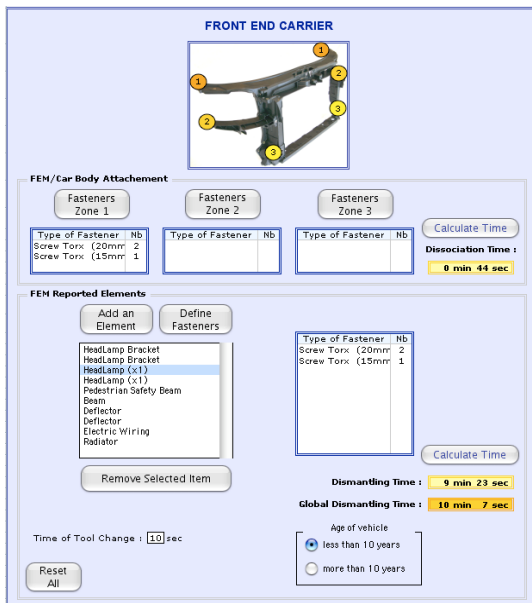 FRONT END CARRIER
1
1
2
2
3
3
FEM/Car Body Attachement
Fasteners Zone 1
Fasteners Zone 2
Fasteners Zone 3
Type of Fastener Nb
Screw Torx (20mm 2
Screw Torx (15mm 1
Type of Fastener Nb
Type of Fastener Nb
Calculate Time
Dissociation Time :
0 min 44 sec
FEM Reported Elements
Add an Element
Define Fasteners
HeadLamp Bracket
HeadLamp Bracket
HeadLamp (x1)
HeadLamp (x1)
Pedestrian Safety Beam
Beam
Deflector
Deflector
Electric Wiring
Radiator
Type of Fastener Nb
Screw Torx (20mm 2
Screw Torx (15mm 1
Remove Selected Item
Calculate Time
Dismantling Time : 9 min 23 sec
Global Dismantling Time : 10 min 7 sec
Time of Tool Change : 10 sec
Age of vehicle
less than 10 years
more than 10 years
Reset All